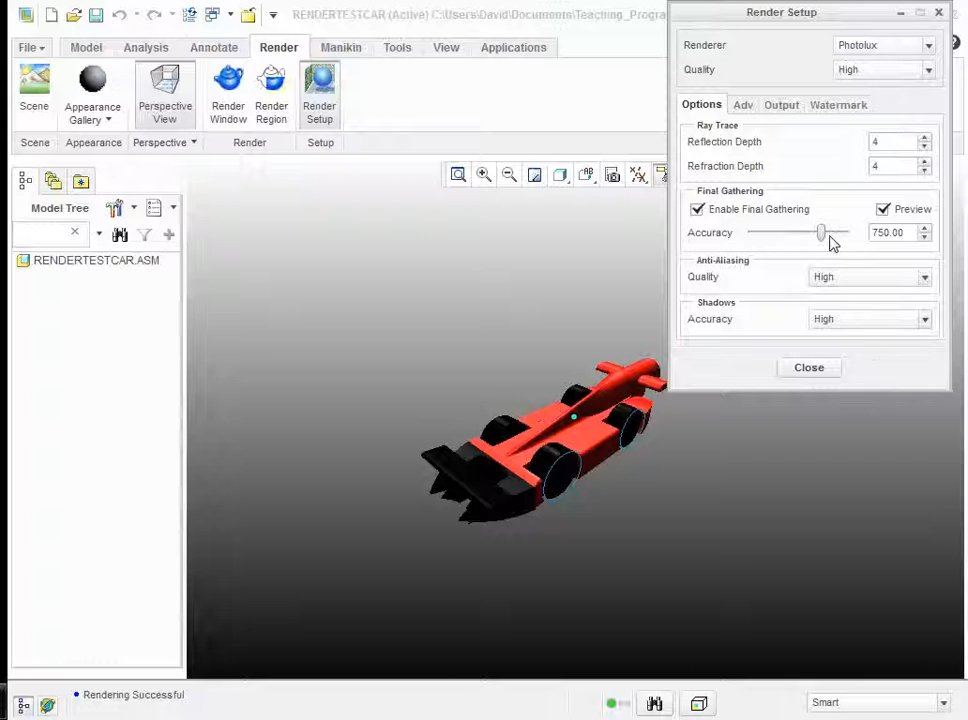 RENDERTESTCAR (Active) C:\Users\David\Documents\Teaching_Progra
Render Setup
File
Model
Analysis
Annotate
Render
Manikin
Tools
View
Applications
Scene
Appearance
Gallery
Perspective
View
Render
Window
Render
Region
Render
Setup
Scene
Appearance
Perspective
Render
Setup
Renderer
Photolux
Quality
High
Options
Adv
Output
Watermark
Ray Trace
Reflection Depth
4
Refraction Depth
4
Final Gathering
Enable Final Gathering
Preview
Accuracy
750.00
Anti-Aliasing
Quality
High
Shadows
Accuracy
High
Close
Model Tree
RENDERTESTCAR.ASM
Rendering Successful
Smart